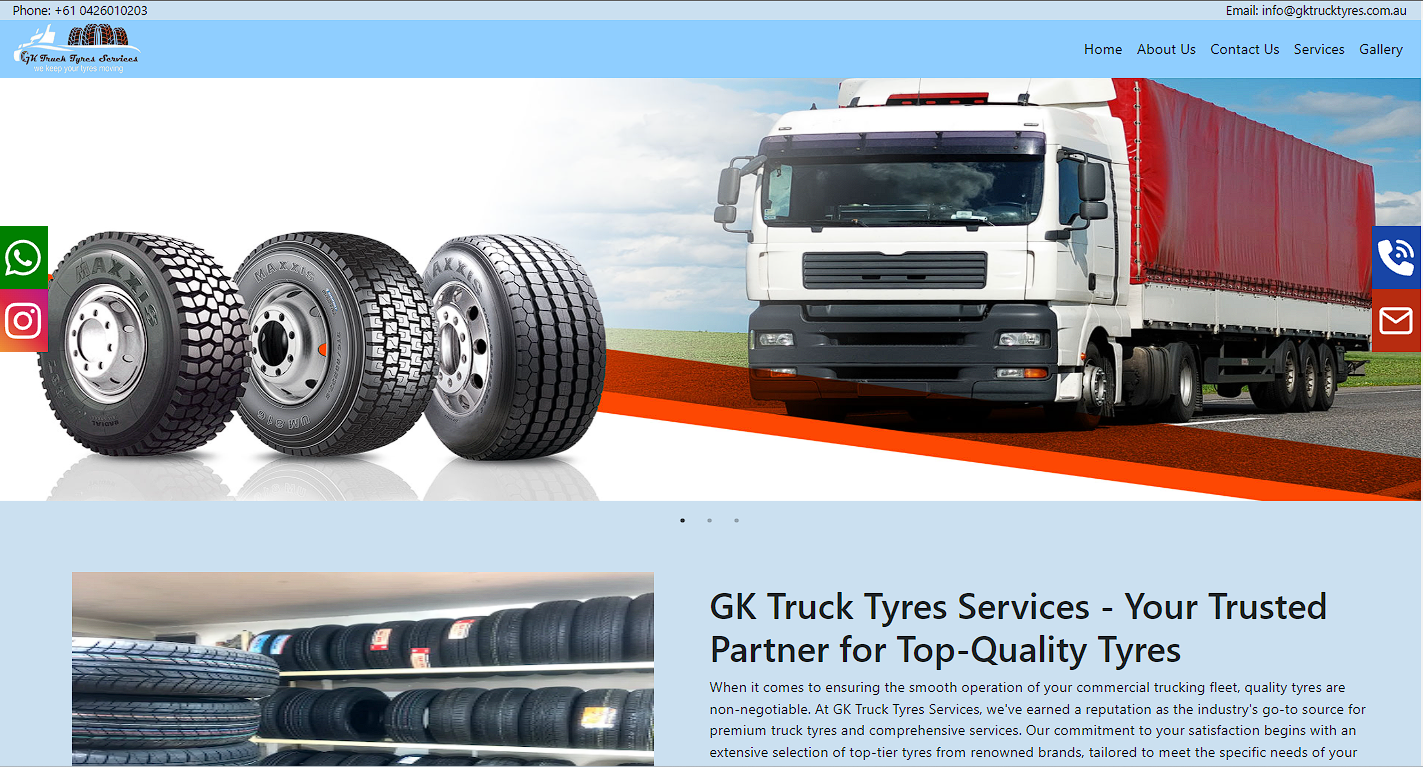 Phone: +61 0426010203
Email: info@gktrucktyres.com.au
GK Truck Tyres Services
we keep your tyres moving
Home
About Us
Contact Us
Services
Gallery
MAXXIS
MAXXIS
MAXXIS
RADIAL
GK Truck Tyres Services - Your Trusted
Partner for Top-Quality Tyres
When it comes to ensuring the smooth operation of your commercial trucking fleet, quality tyres are
non-negotiable. At GK Truck Tyres Services, we've earned a reputation as the industry's go-to source for
premium truck tyres and comprehensive services. Our commitment to your satisfaction begins with an
extensive selection of top-tier tyres from renowned brands, tailored to meet the specific needs of your